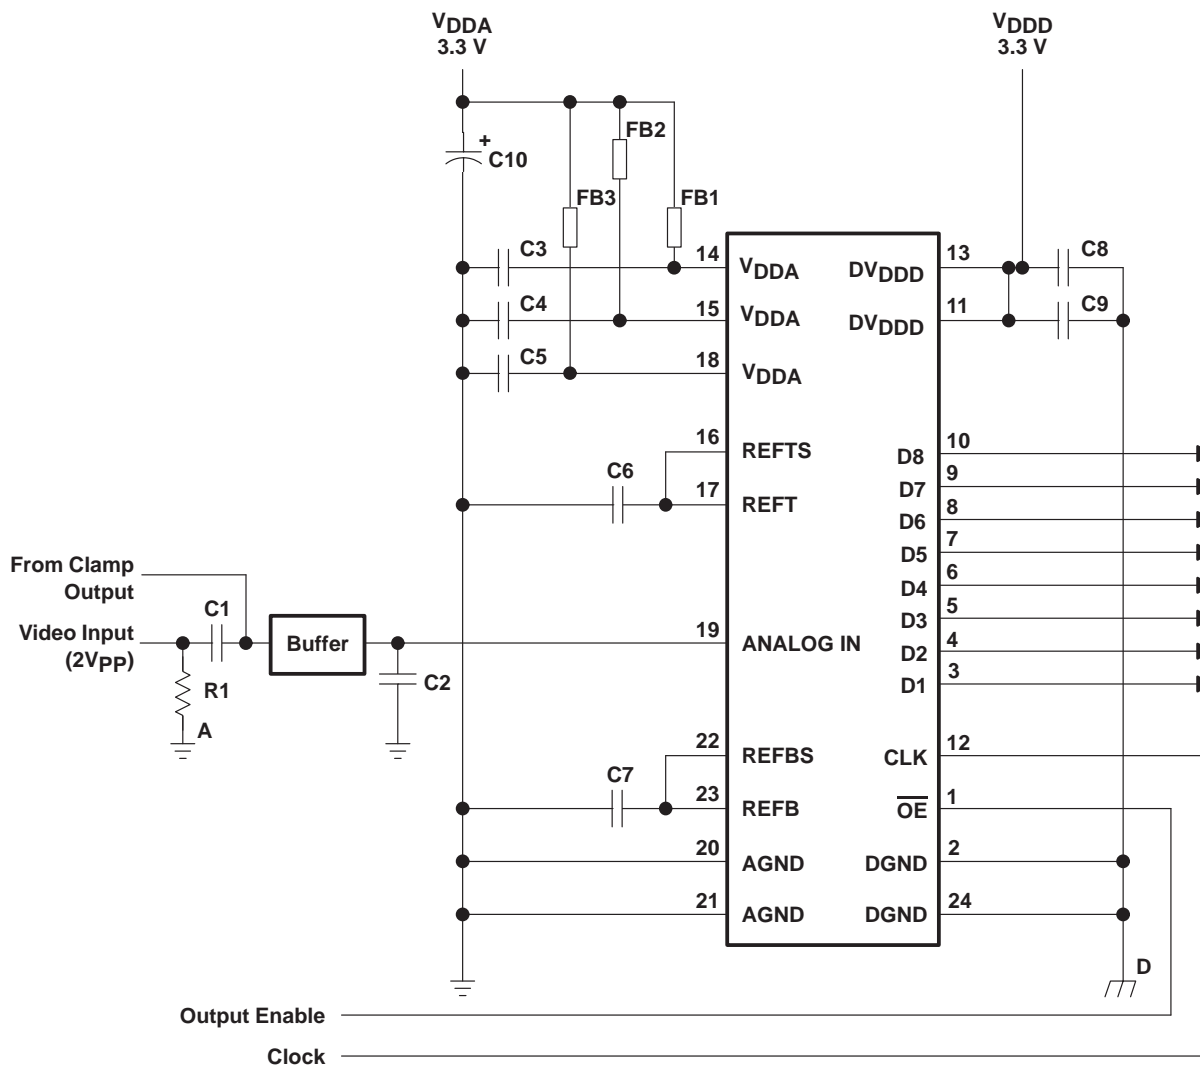 VDDA
3.3 V
VDDD
3.3 V
+
C10
FB2
FB3
FB1
C3
14
VDDA
DVDDD
13
C8
C4
15
VDDA
DVDDD
11
C9
C5
18
VDDA
16
REFTS
D8
10
C6
17
REFT
D7
9
D6
8
D5
7
D4
6
D3
5
D2
4
D1
3
From Clamp
Output
Video Input
(2VPP)
C1
Buffer
19
ANALOG IN
R1
A
C2
22
REFBS
CLK
12
C7
23
REFB
OE
1
20
AGND
DGND
2
21
AGND
DGND
24
D
Output Enable
Clock